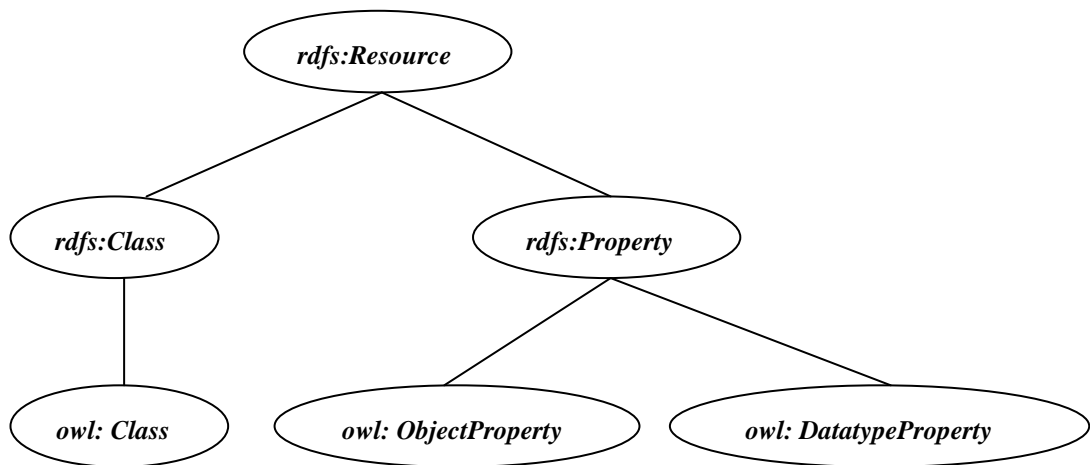 rdfs:Resource
rdfs:Class
rdfs:Property
owl: Class
owl: ObjectProperty
owl: DatatypeProperty